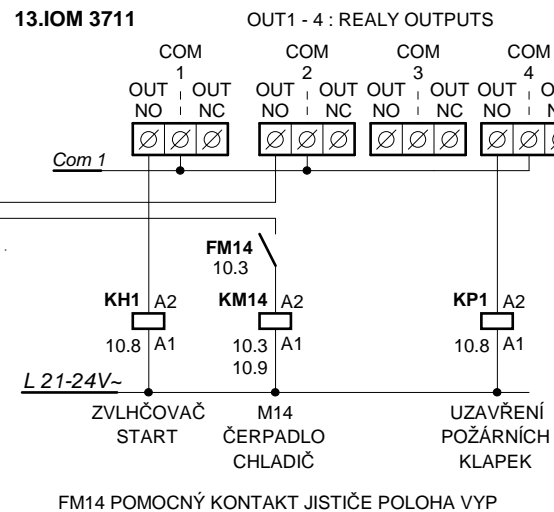 13.IOM 3711 OUT1 - 4 : REALY OUTPUTS
COM COM COM COM
1 2 3 4
OUT OUT OUT OUT OUT OUT OUT
NO NC NO NC NO NC NO
Com 1
FM14
10.3
KH1 A2 KM14 A2 KP1 A2
10.8 A1 10.3 A1 10.8 A1
10.9
L 21-24V~
ZVLHČOVAČ M14 UZAVŘENÍ
START ČERPADLO POŽÁRNÍCH
CHLADIČ KLAPEK
FM14 POMOCNÝ KONTAKT JISTIČE POLOHA VYP